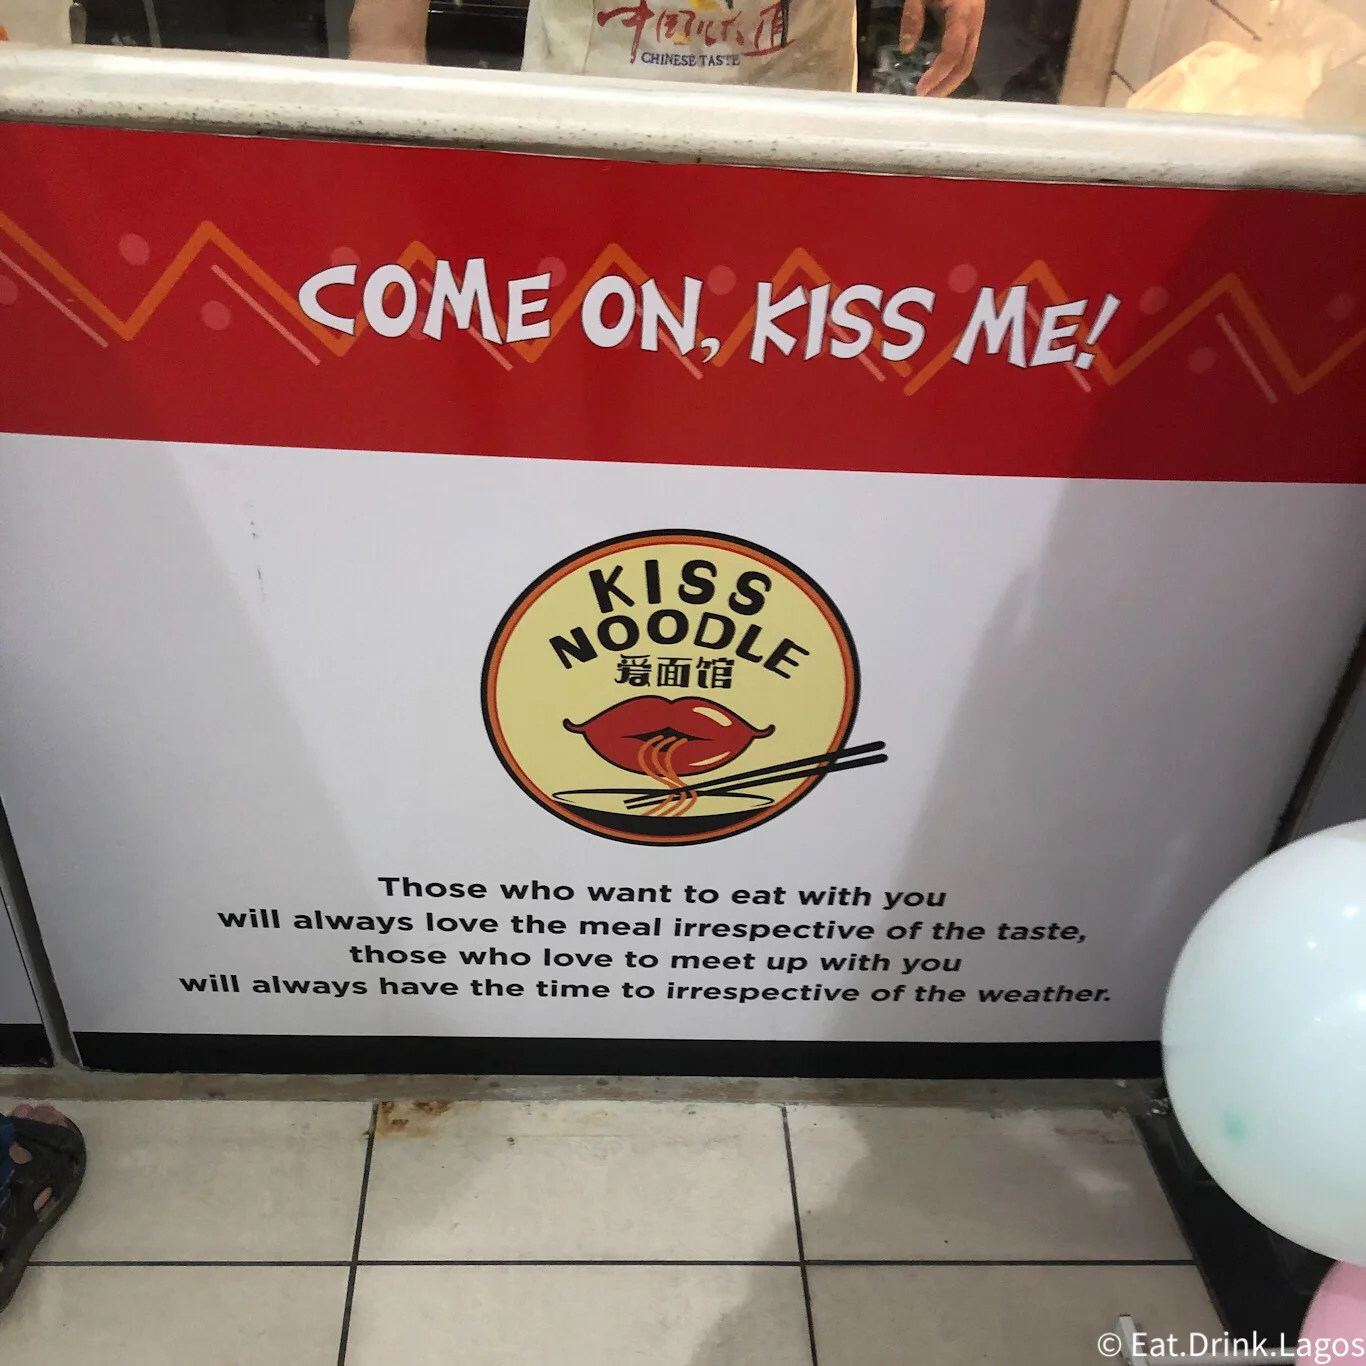 CHINESE TASTE
COME ON, KISS ME!
KISS
NOODLE
爱面馆
Those who want to eat with you
will always love the meal irrespective of the taste,
those who love to meet up with you
will always have the time to irrespective of the weather.
© Eat.Drink.Lagos